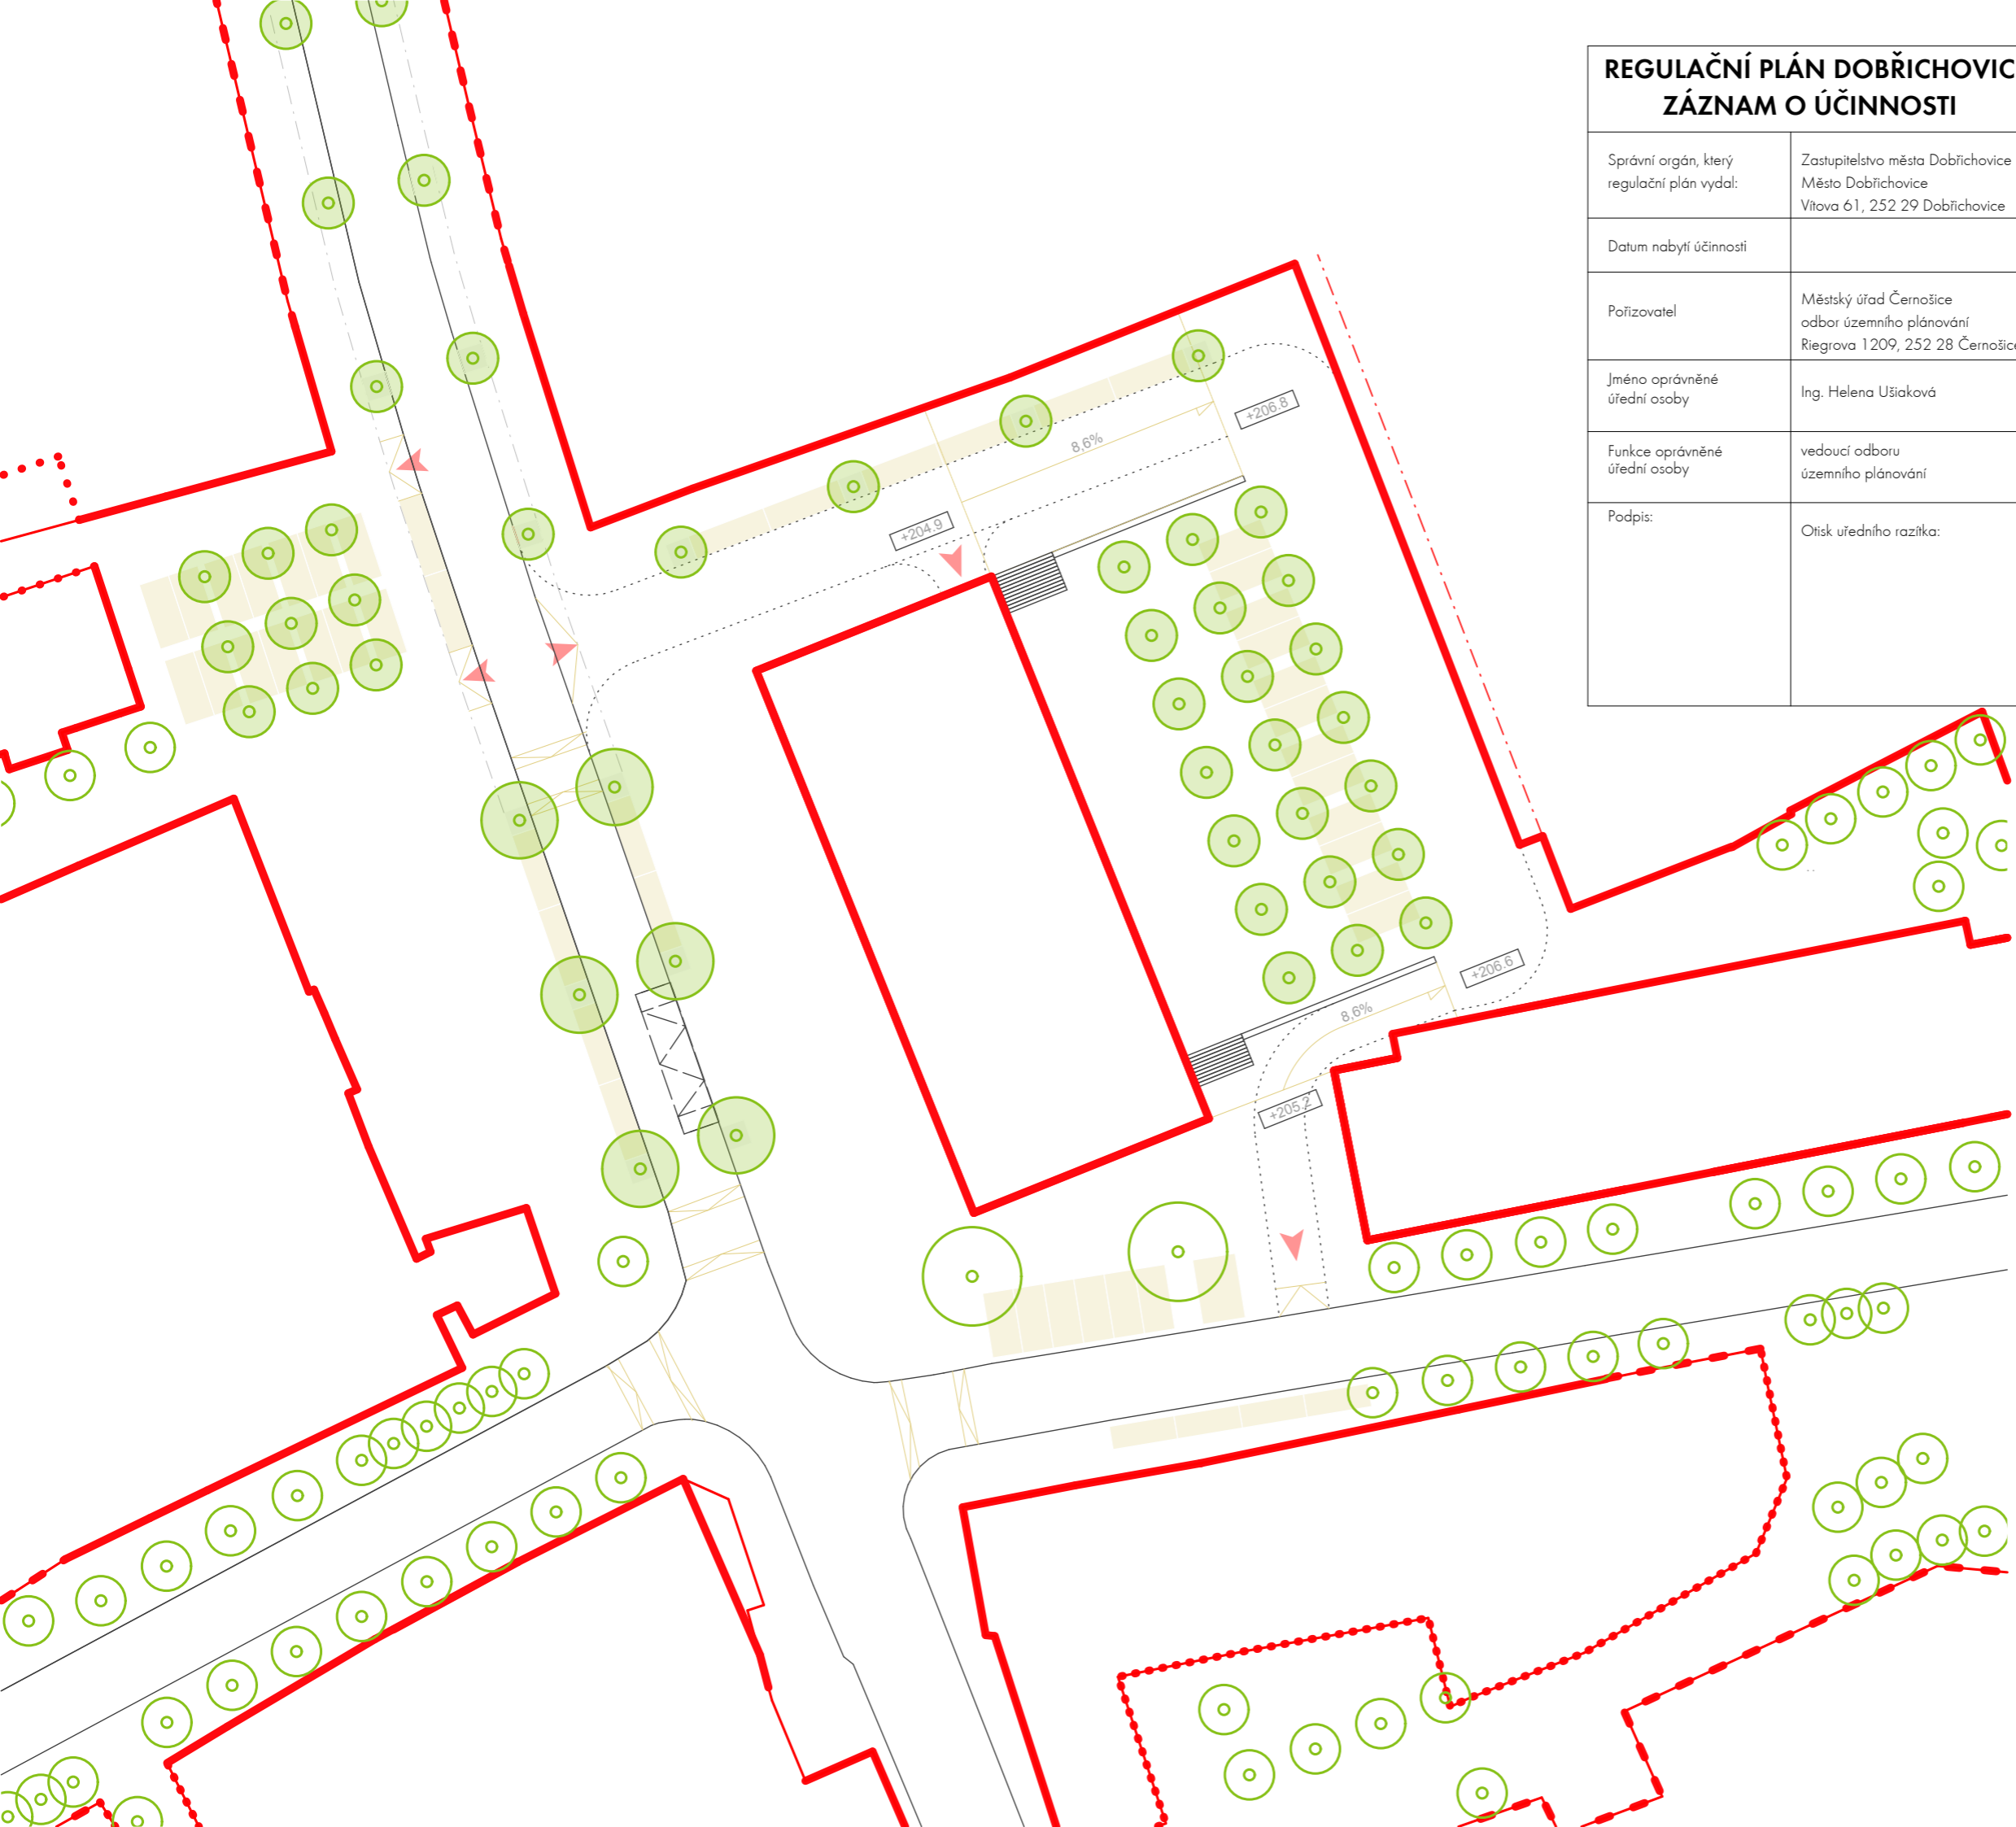 REGULAČNÍ PLÁN DOBŘICHOVIC
ZÁZNAM O ÚČINNOSTI
Správní orgán, který
regulační plán vydal:
Zastupitelstvo města Dobřichovice
Město Dobřichovice
Vítova 61, 252 29 Dobřichovice
Datum nabytí účinnosti
Pořizovatel
Městský úřad Černošice
odbor územního plánování
Riegrova 1209, 252 28 Černošice
Jméno oprávněné
úřední osoby
Ing. Helena Ušiaková
Funkce oprávněné
úřední osoby
vedoucí odboru
územního plánování
Podpis:
Otisk uředního razítka:
+206.8
8,6%
+204.9
+206.6
8,6%
+205.2